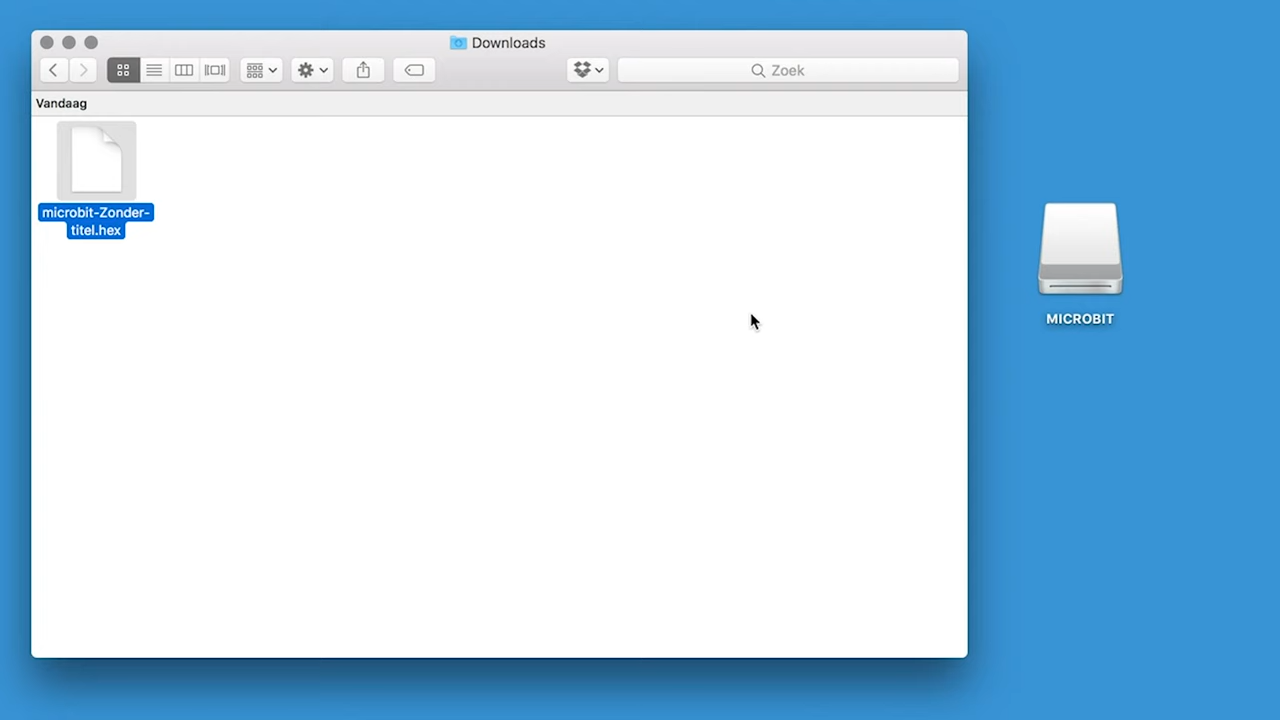 Downloads
Zoek
Vandaag
microbit-Zonder-
titel.hex
MICROBIT